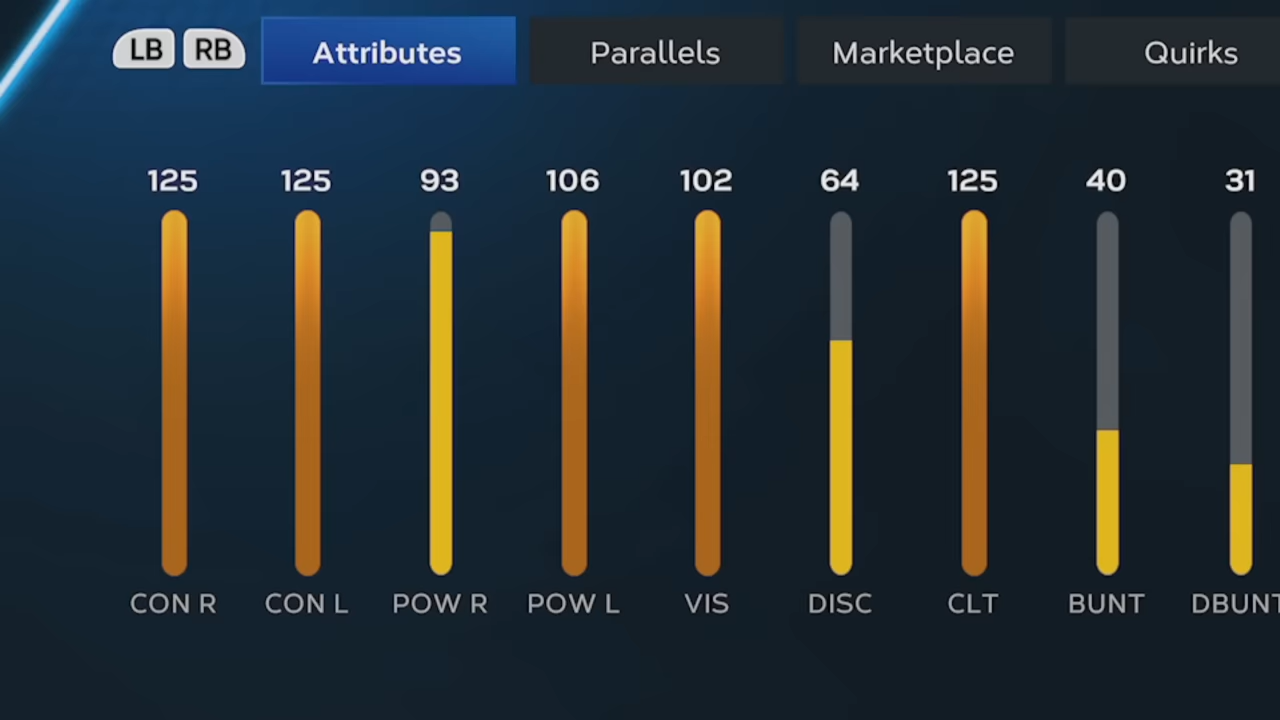 LB RB Attributes Parallels Marketplace Quirks
125 125 93 106 102 64 125 40 31
CON R CON L POW R POW L VIS DISC CLT BUNT DBUNT